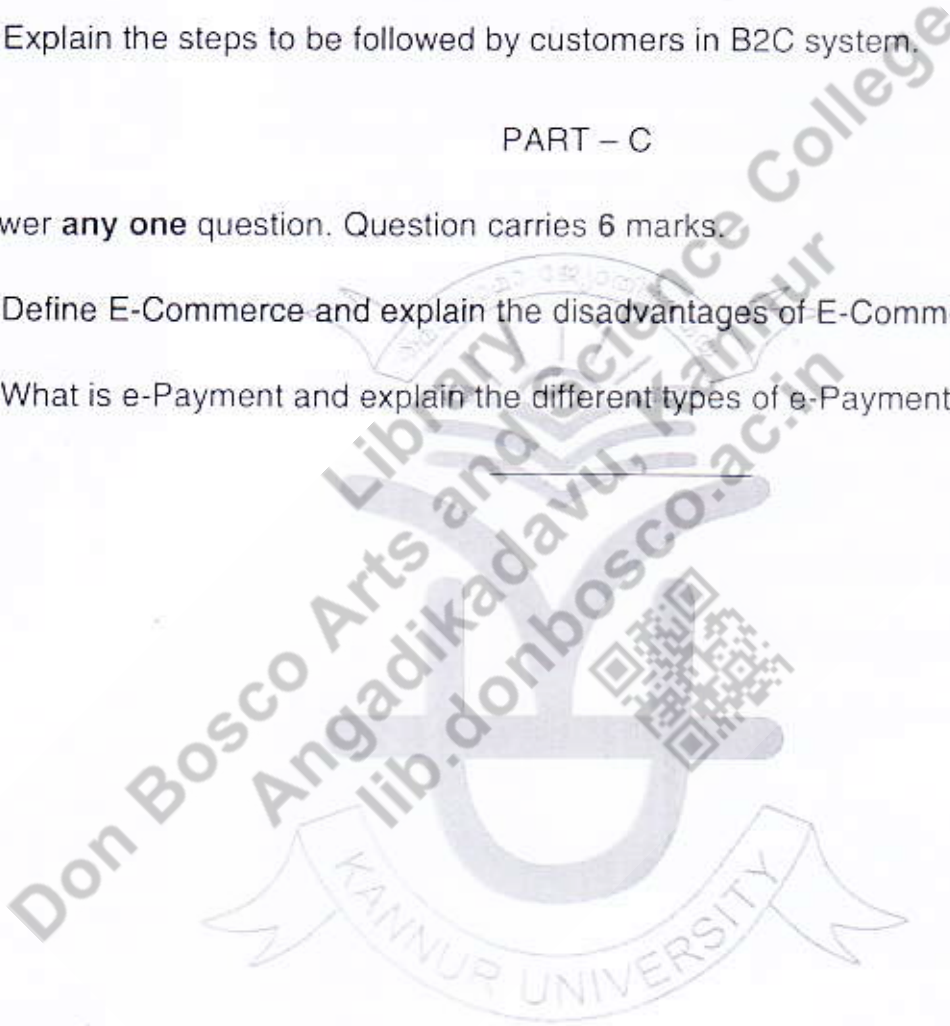 Explain the steps to be followed by customers in B2C system.
PART – C
wer any one question. Question carries 6 marks.
Define E-Commerce and explain the disadvantages of E-Comm
What is e-Payment and explain the different types of e-Payment
Library
Don Bosco Arts and Science College
Angadikadavu, Kannur
lib.donbosco.ac.in
KANNUR UNIVERSITY